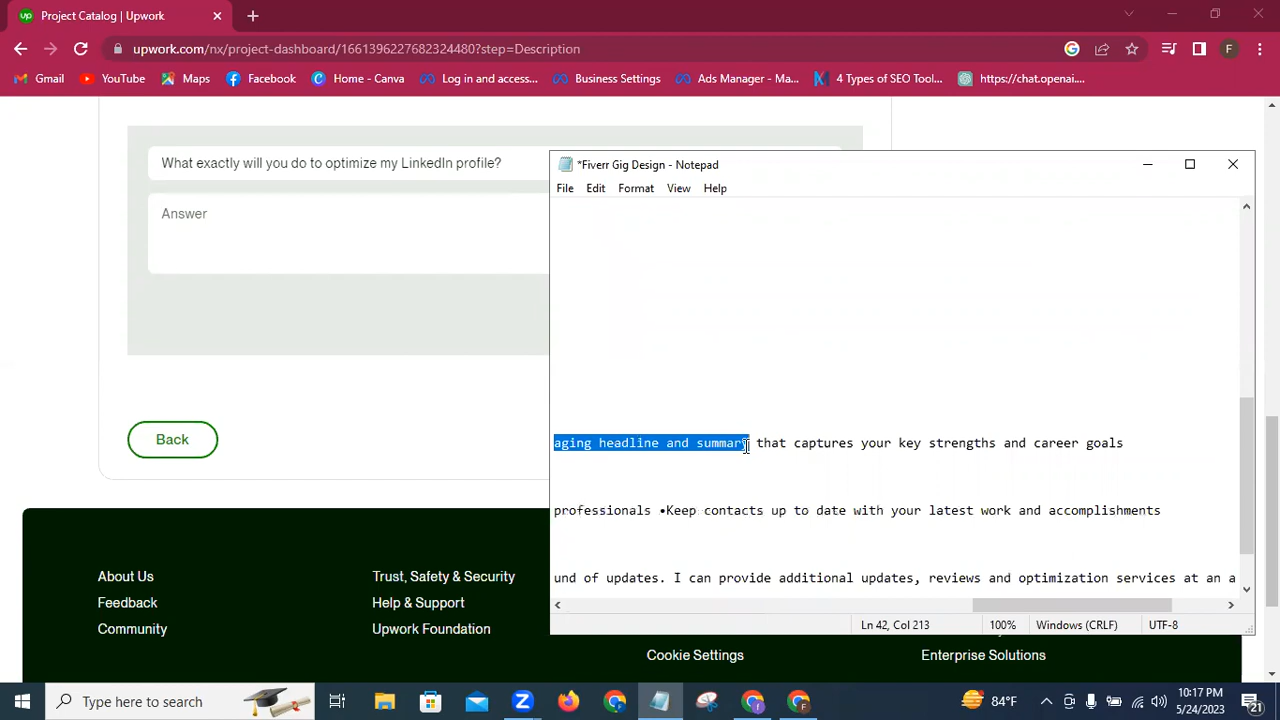 Project Catalog | Upwork
upwork.com/nx/project-dashboard/1661396227682324480?step=Description
F
Gmail
YouTube
Maps
Facebook
Home - Canva
Log in and access...
Business Settings
Ads Manager - Ma...
4 Types of SEO Tool...
https://chat.openai....
What exactly will you do to optimize my LinkedIn profile?
Answer
Back
*Fiverr Gig Design - Notepad
File Edit Format View Help
aging headline and summary that captures your key strengths and career goals
professionals •Keep contacts up to date with your latest work and accomplishments
und of updates. I can provide additional updates, reviews and optimization services at an a
Ln 42, Col 213
100%
Windows (CRLF)
UTF-8
About Us
Trust, Safety & Security
Feedback
Help & Support
Community
Upwork Foundation
Cookie Settings
Enterprise Solutions
Type here to search
84°F
10:17 PM
5/24/2023
21